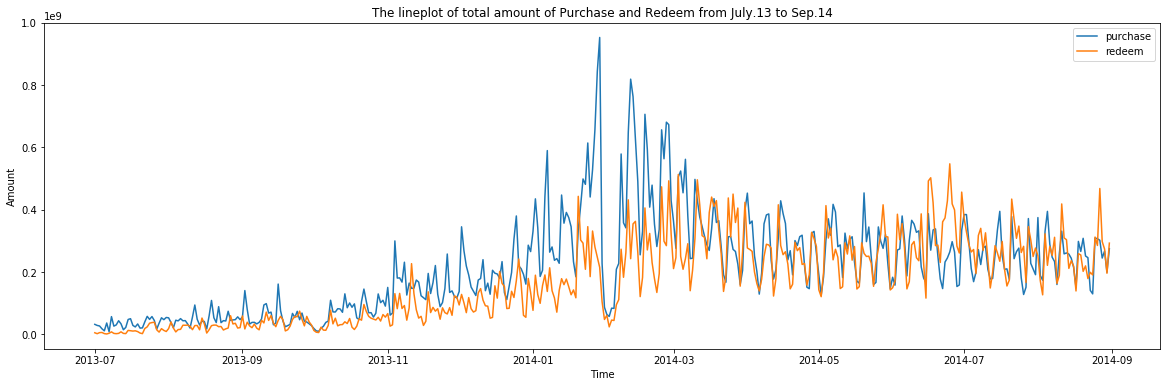 The lineplot of total amount of Purchase and Redeem from July.13 to Sep.14
1e9
purchase
redeem
1.0
0.8
0.6
0.4
0.2
0.0
Amount
2013-07 2013-09 2013-11 2014-01 2014-03 2014-05 2014-07 2014-09
Time